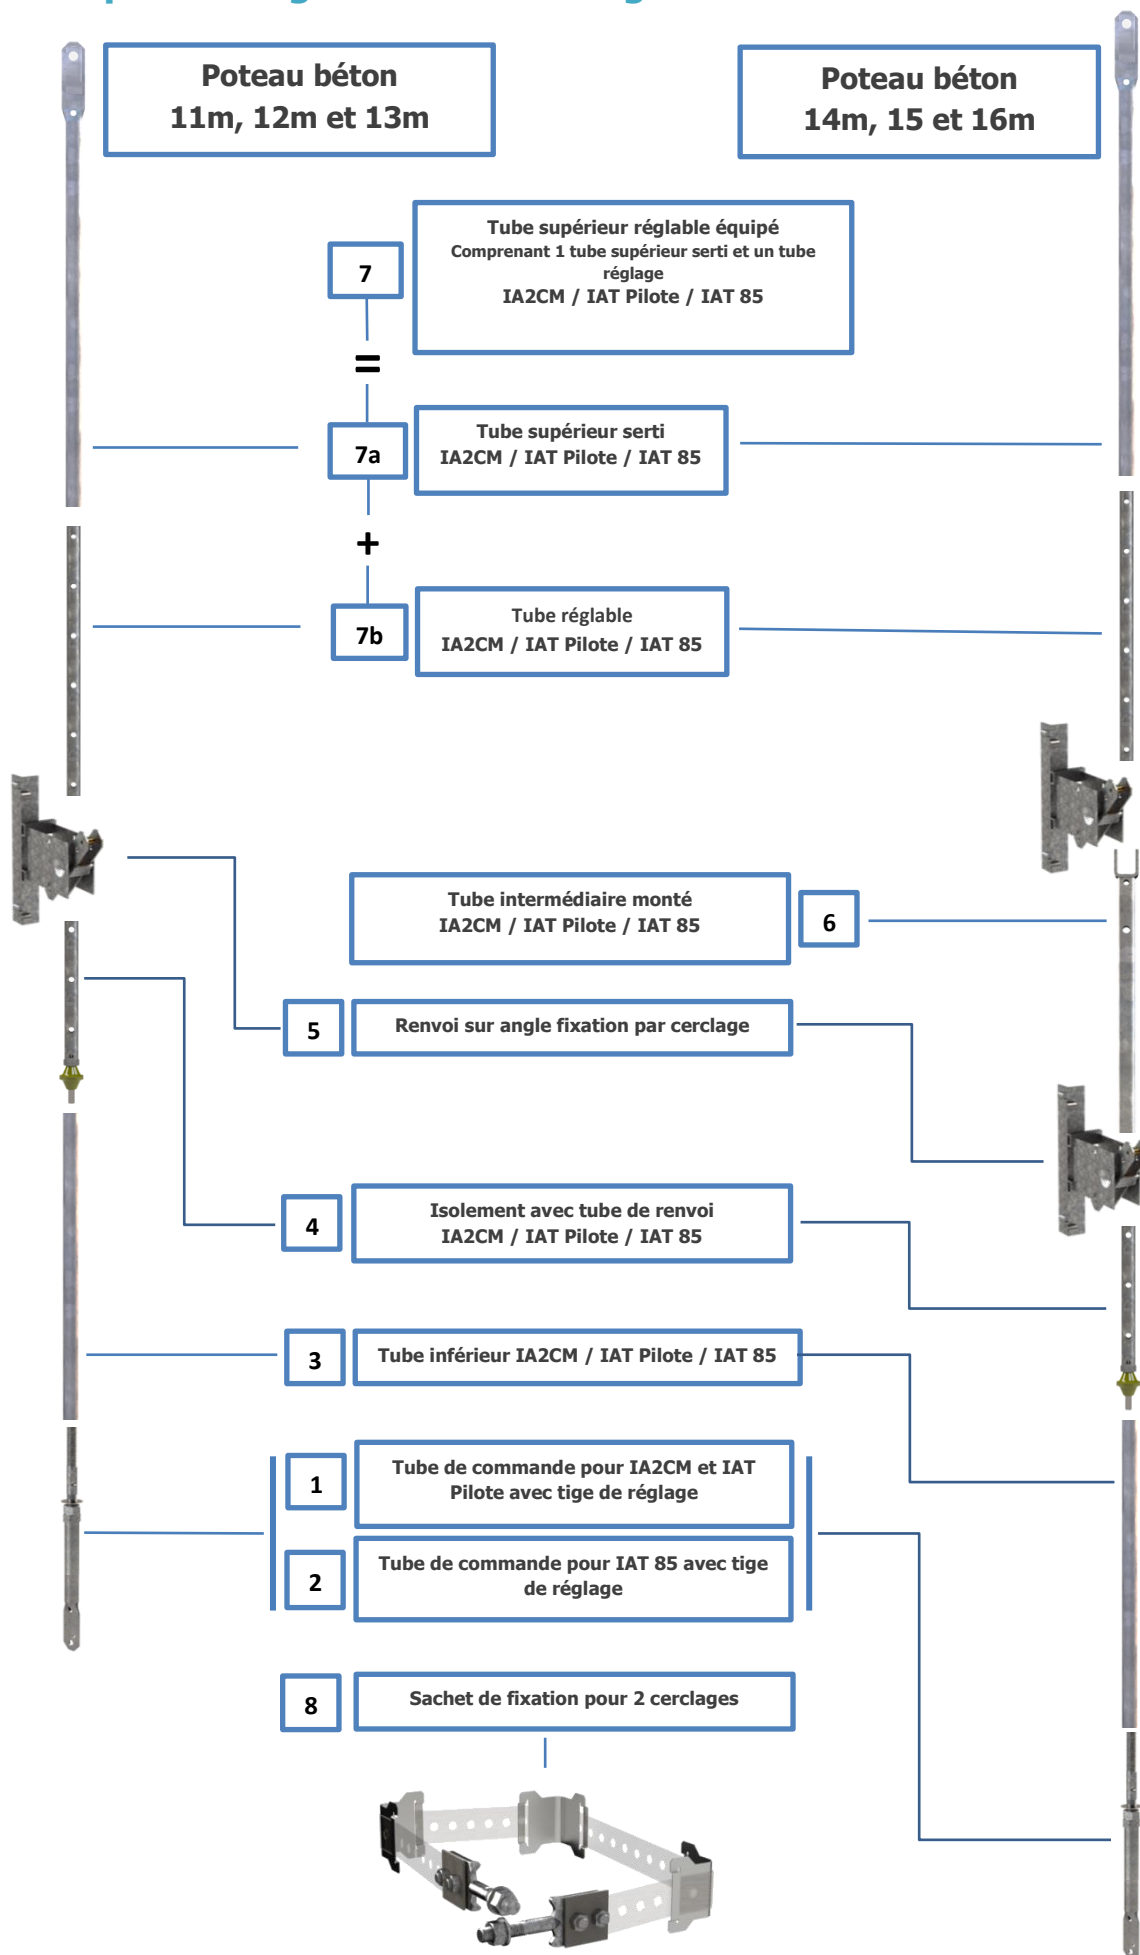 Poteau béton
11m, 12m et 13m
Poteau béton
14m, 15 et 16m
7
Tube supérieur réglable équipé
Comprenant 1 tube supérieur serti et un tube
réglage
IA2CM / IAT Pilote / IAT 85
=
7a
Tube supérieur serti
IA2CM / IAT Pilote / IAT 85
+
7b
Tube réglable
IA2CM / IAT Pilote / IAT 85
Tube intermédiaire monté
IA2CM / IAT Pilote / IAT 85
6
5
Renvoi sur angle fixation par cerclage
4
Isolement avec tube de renvoi
IA2CM / IAT Pilote / IAT 85
3
Tube inférieur IA2CM / IAT Pilote / IAT 85
1
Tube de commande pour IA2CM et IAT
Pilote avec tige de réglage
2
Tube de commande pour IAT 85 avec tige
de réglage
8
Sachet de fixation pour 2 cerclages